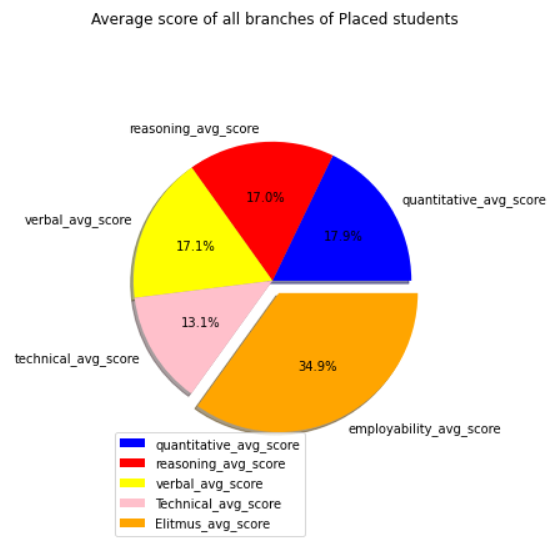 Average score of all branches of Placed students
reasoning_avg_score
quantitative_avg_score
17.0%
17.9%
verbal_avg_score
17.1%
13.1%
technical_avg_score
34.9%
employability_avg_score
quantitative_avg_score
reasoning_avg_score
verbal_avg_score
Technical_avg_score
Elitmus_avg_score